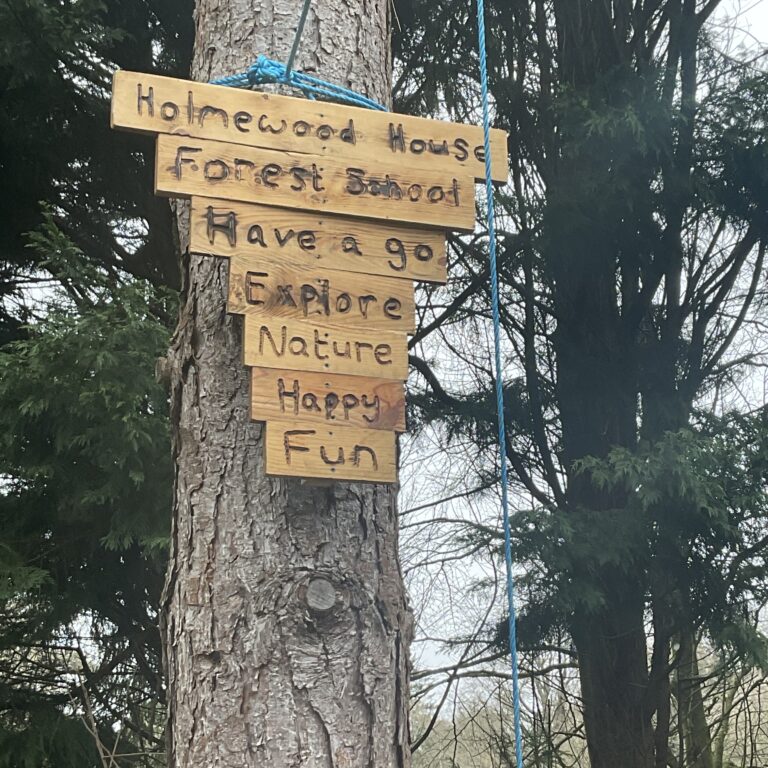 Holmewood House
Forest School
Have a go
Explore
Nature
Happy
Fun